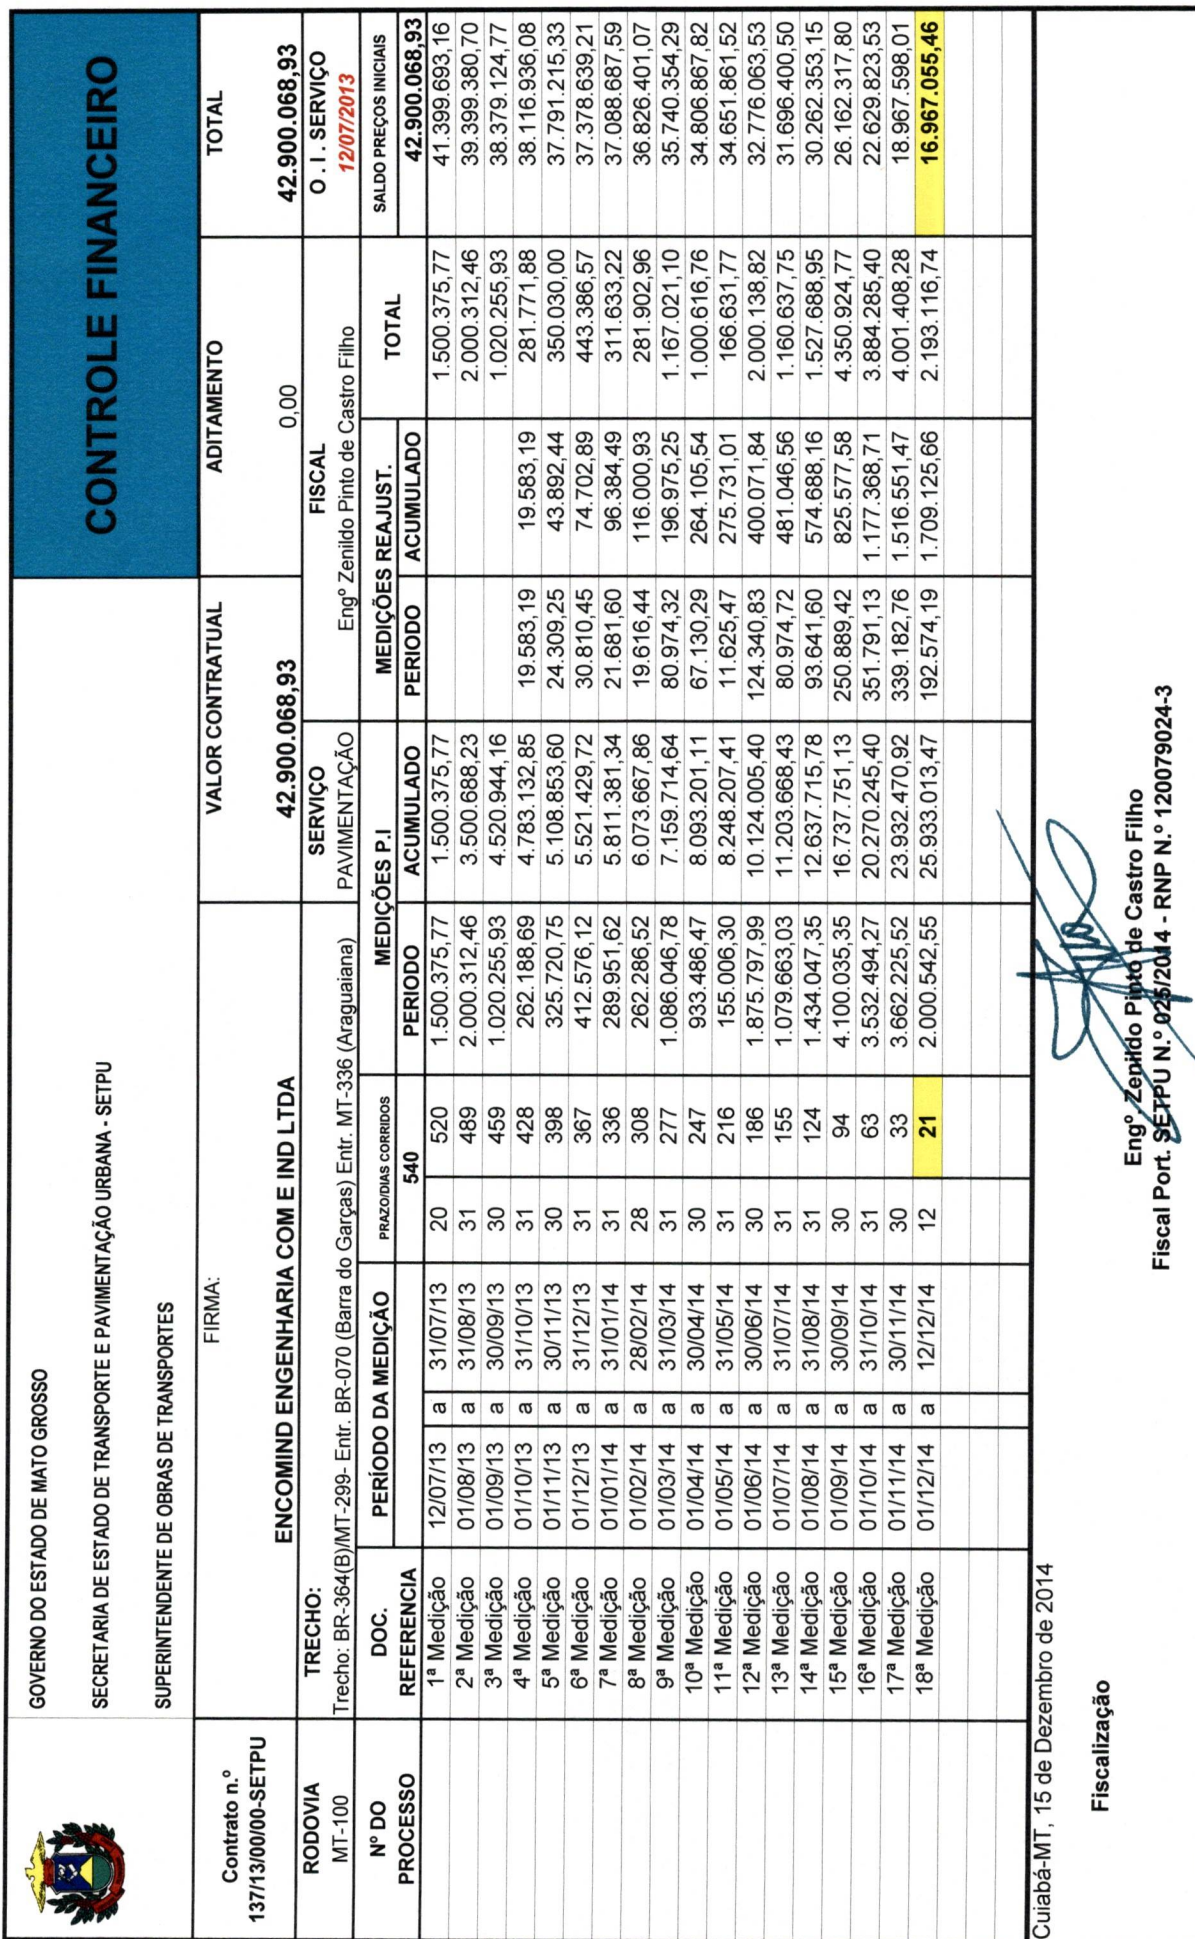 GOVERNO DO ESTADO DE MATO GROSSO
CONTROLE FINANCEIRO
SECRETARIA DE ESTADO DE TRANSPORTE E PAVIMENTAÇÃO URBANA - SETPU
SUPERINTENDENTE DE OBRAS DE TRANSPORTES
Contrato n.º FIRMA: VALOR CONTRATUAL ADITAMENTO TOTAL
137/13/00/00-SETPU ENCOMIND ENGENHARIA COM E IND LTDA 42.900.068,93 0,00 42.900.068,93
RODOVIA TRECHO: SERVIÇO FISCAL O . I . SERVIÇO
MT-100 Trecho: BR-364(B)/MT-299- Entr. BR-070 (Barra do Garças) Entr. MT-336 (Araguaiana) PAVIMENTAÇÃO Engº Zenildo Pinto de Castro Filho 12/07/2013
Nº DO DOC. PERÍODO DA MEDIÇÃO PRAZO/DIAS CORRIDOS MEDIÇÕES P.I MEDIÇÕES REAJUST. TOTAL SALDO PREÇOS INICIAIS
PROCESSO REFERENCIA 540 PERIODO ACUMULADO PERIODO ACUMULADO 42.900.068,93
1ª Medição 12/07/13 a 31/07/13 20 520 1.500.375,77 1.500.375,77 1.500.375,77 41.399.693,16
2ª Medição 01/08/13 a 31/08/13 31 489 2.000.312,46 3.500.688,23 2.000.312,46 39.399.380,70
3ª Medição 01/09/13 a 30/09/13 30 459 1.020.255,93 4.520.944,16 1.020.255,93 38.379.124,77
4ª Medição 01/10/13 a 31/10/13 31 428 262.188,69 4.783.132,85 19.583,19 19.583,19 281.771,88 38.116.936,08
5ª Medição 01/11/13 a 30/11/13 30 398 325.720,75 5.108.853,60 24.309,25 43.892,44 350.030,00 37.791.215,33
6ª Medição 01/12/13 a 31/12/13 31 367 412.576,12 5.521.429,72 30.810,45 74.702,89 443.386,57 37.378.639,21
7ª Medição 01/01/14 a 31/01/14 31 336 289.951,62 5.811.381,34 21.681,60 96.384,49 311.633,22 37.088.687,59
8ª Medição 01/02/14 a 28/02/14 28 308 262.286,52 6.073.667,86 19.616,44 116.000,93 281.902,96 36.826.401,07
9ª Medição 01/03/14 a 31/03/14 31 277 1.086.046,78 7.159.714,64 80.974,32 196.975,25 1.167.021,10 35.740.354,29
10ª Medição 01/04/14 a 30/04/14 30 247 933.486,47 8.093.201,11 67.130,29 264.105,54 1.000.616,76 34.806.867,82
11ª Medição 01/05/14 a 31/05/14 31 216 155.006,30 8.248.207,41 11.625,47 275.731,01 166.631,77 34.651.861,52
12ª Medição 01/06/14 a 30/06/14 30 186 1.875.797,99 10.124.005,40 124.340,83 400.071,84 2.000.138,82 32.776.063,53
13ª Medição 01/07/14 a 31/07/14 31 155 1.079.663,03 11.203.668,43 80.974,72 481.046,56 1.160.637,75 31.696.400,50
14ª Medição 01/08/14 a 31/08/14 31 124 1.434.047,35 12.637.715,78 93.641,60 574.688,16 1.527.688,95 30.262.353,15
15ª Medição 01/09/14 a 30/09/14 30 94 4.100.035,35 16.737.751,13 250.889,42 825.577,58 4.350.924,77 26.162.317,80
16ª Medição 01/10/14 a 31/10/14 31 63 3.532.494,27 20.270.245,40 351.791,13 1.177.368,71 3.884.285,40 22.629.823,53
17ª Medição 01/11/14 a 30/11/14 30 33 3.662.225,52 23.932.470,92 339.182,76 1.516.551,47 4.001.408,28 18.967.598,01
18ª Medição 01/12/14 a 12/12/14 12 21 2.000.542,55 25.933.013,47 192.574,19 1.709.125,66 2.193.116,74 16.967.055,46
Cuiabá-MT, 15 de Dezembro de 2014
Fiscalização
Engº. Zenildo Pinto de Castro Filho
Fiscal Port. SETPU N.º 025/2014 - RNP N.º 120079024-3